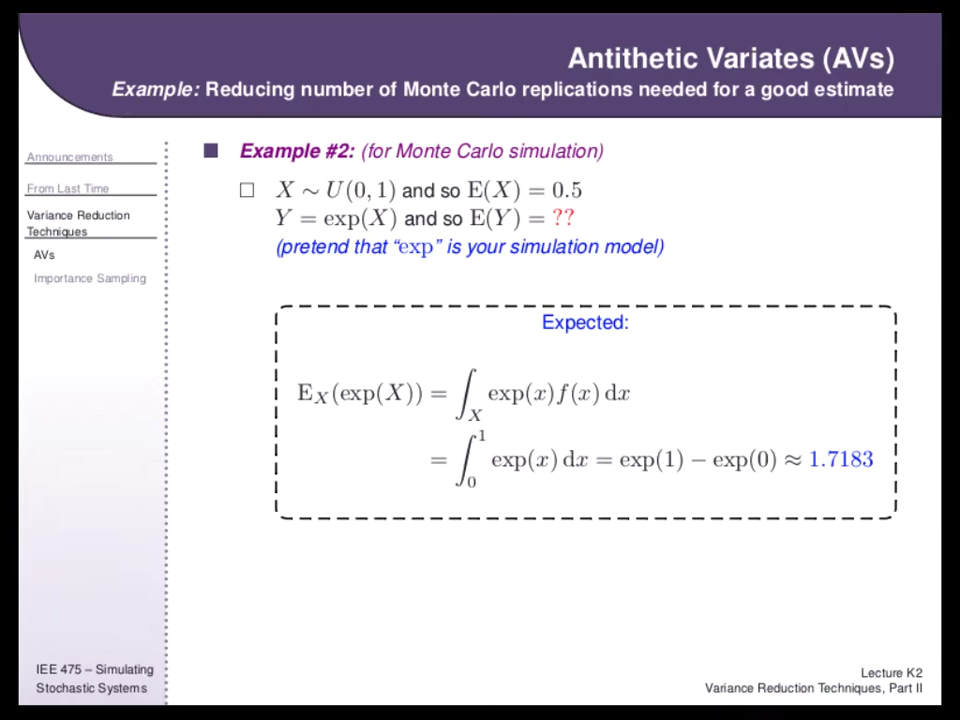 Antithetic Variates (AVs)
Example: Reducing number of Monte Carlo replications needed for a good estimate
Announcements
From Last Time
Variance Reduction
Techniques
AVs
Importance Sampling
Example #2: (for Monte Carlo simulation)
X ∼ U(0, 1) and so E(X) = 0.5
Y = exp(X) and so E(Y) = ??
(pretend that “exp” is your simulation model)
Expected:
E_X(exp(X)) = ∫_X exp(x)f(x) dx
= ∫_0^1 exp(x) dx = exp(1) − exp(0) ≈ 1.7183
IEE 475 – Simulating
Stochastic Systems
Lecture K2
Variance Reduction Techniques, Part II